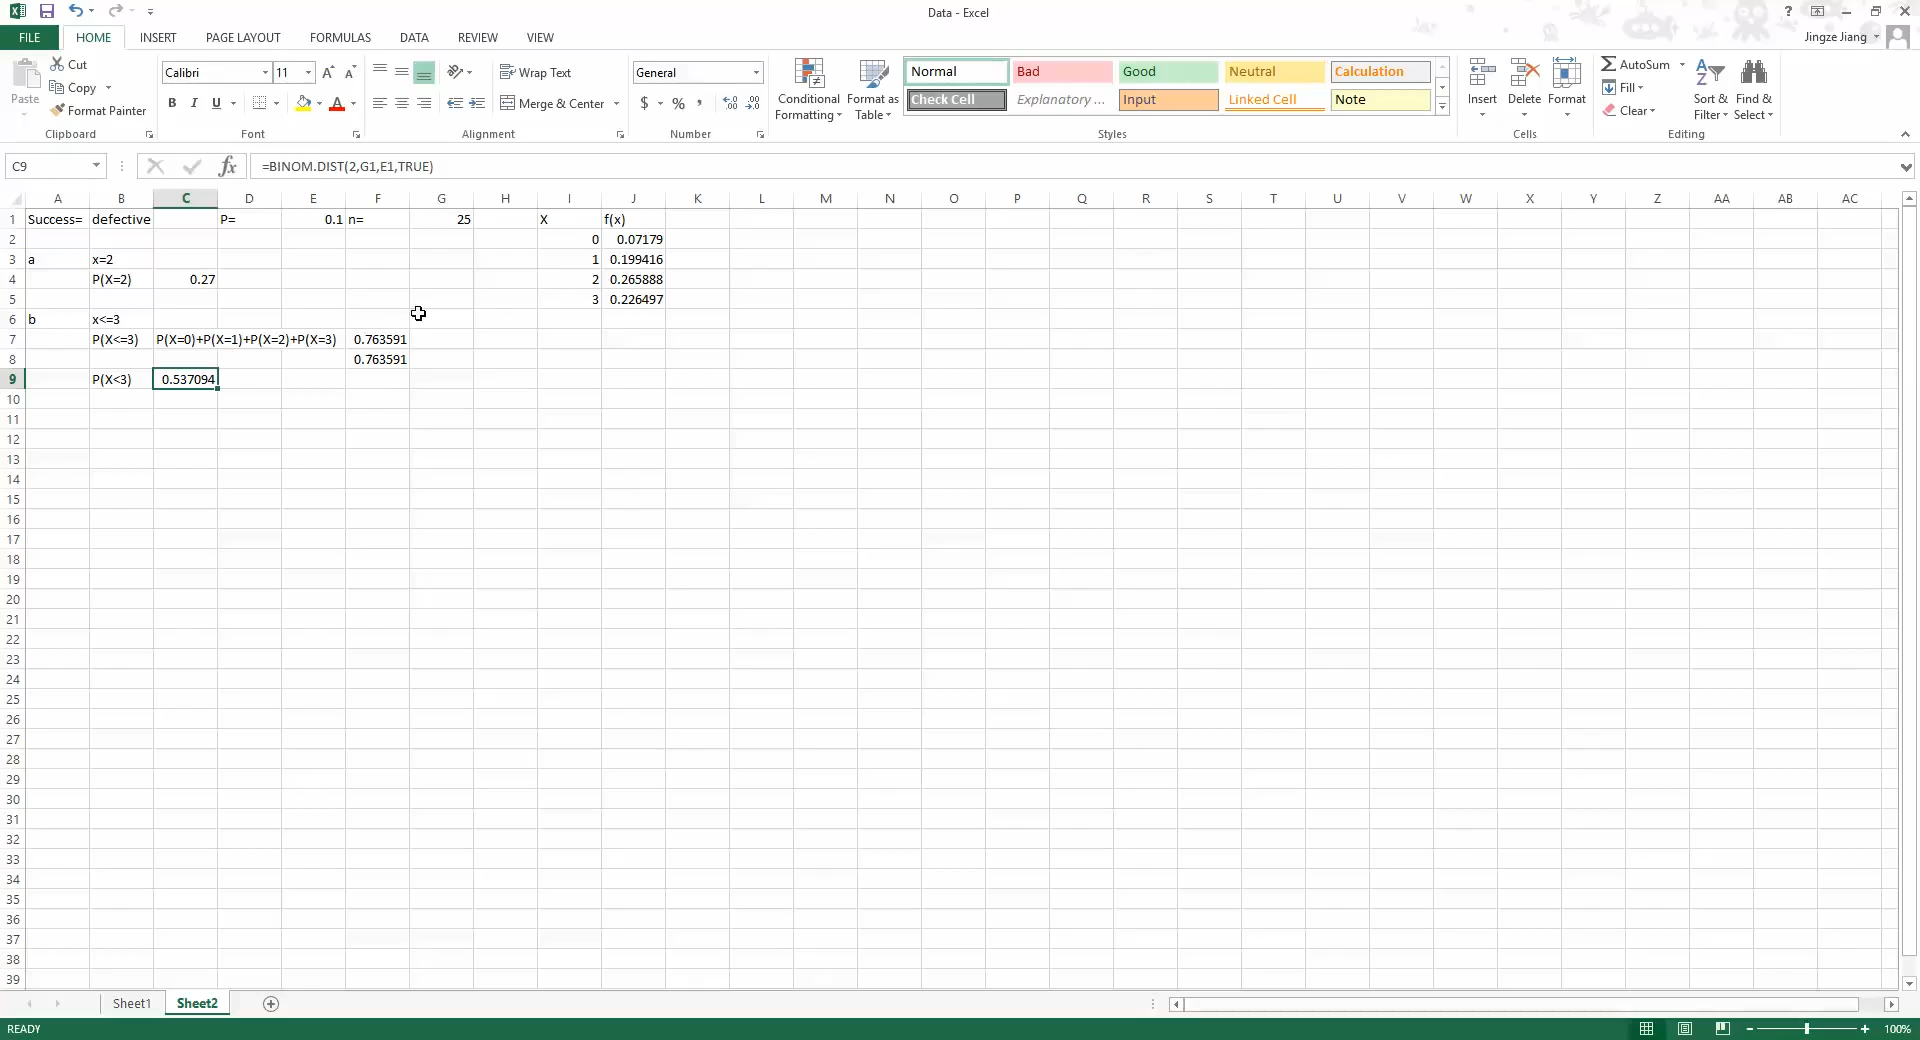 Data - Excel
FILE HOME INSERT PAGE LAYOUT FORMULAS DATA REVIEW VIEW Jingze Jiang
Cut
Copy
Format Painter
Paste
Clipboard
Calibri 11
B I U
Font
Wrap Text
Merge & Center
Alignment
General
$ % ,
Number
Conditional Formatting
Format as Table
Normal Bad Good Neutral Calculation
Check Cell Explanatory ... Input Linked Cell Note
Styles
Insert Delete Format
Cells
AutoSum
Fill
Clear
Sort & Filter
Find & Select
Editing
C9 fx =BINOM.DIST(2,G1,E1,TRUE)
A B C D E F G H I J K L M N O P Q R S T U V W X Y Z AA AB AC
1 Success= defective P= 0.1 n= 25 X f(x)
2 0 0.07179
3 a x=2 1 0.199416
4 P(X=2) 0.27 2 0.265888
5 3 0.226497
6 b x<=3
7 P(X<=3) P(X=0)+P(X=1)+P(X=2)+P(X=3) 0.763591
8 0.763591
9 P(X<3) 0.537094
10
11
12
13
14
15
16
17
18
19
20
21
22
23
24
25
26
27
28
29
30
31
32
33
34
35
36
37
38
39
Sheet1 Sheet2
READY 100%